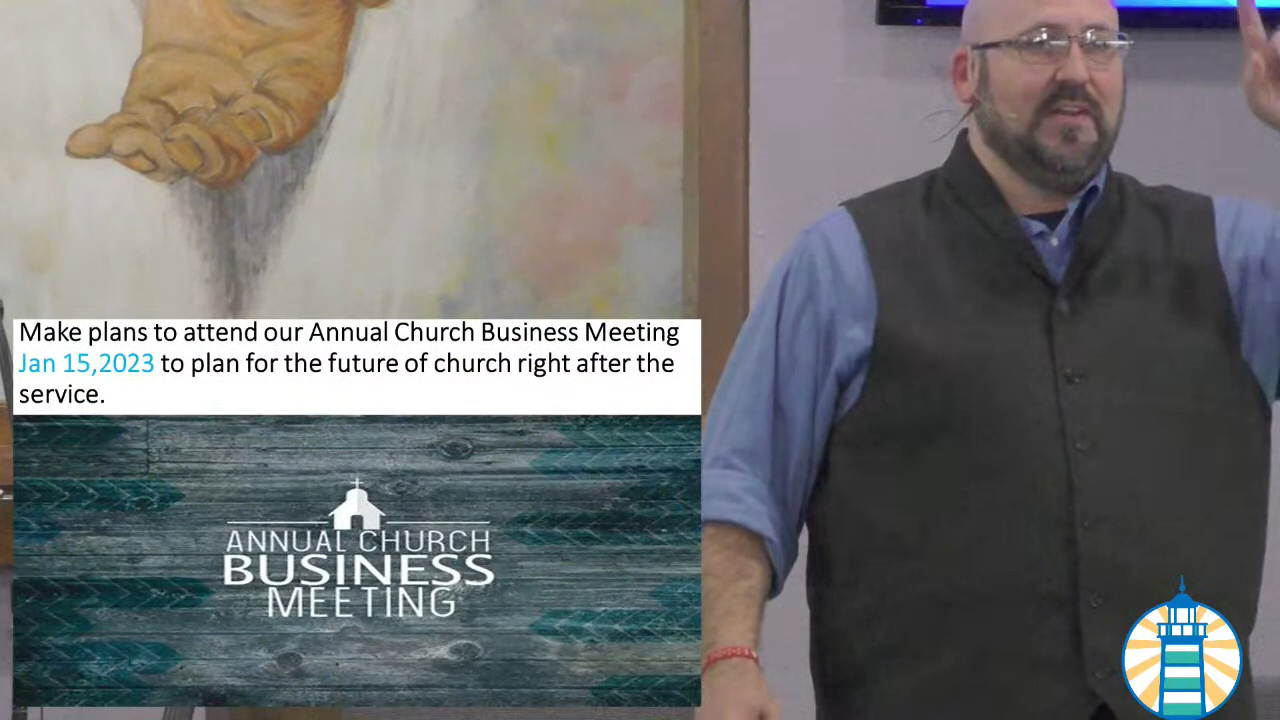 Make plans to attend our Annual Church Business Meeting
Jan 15,2023 to plan for the future of church right after the
service.
ANNUAL CHURCH
BUSINESS
MEETING